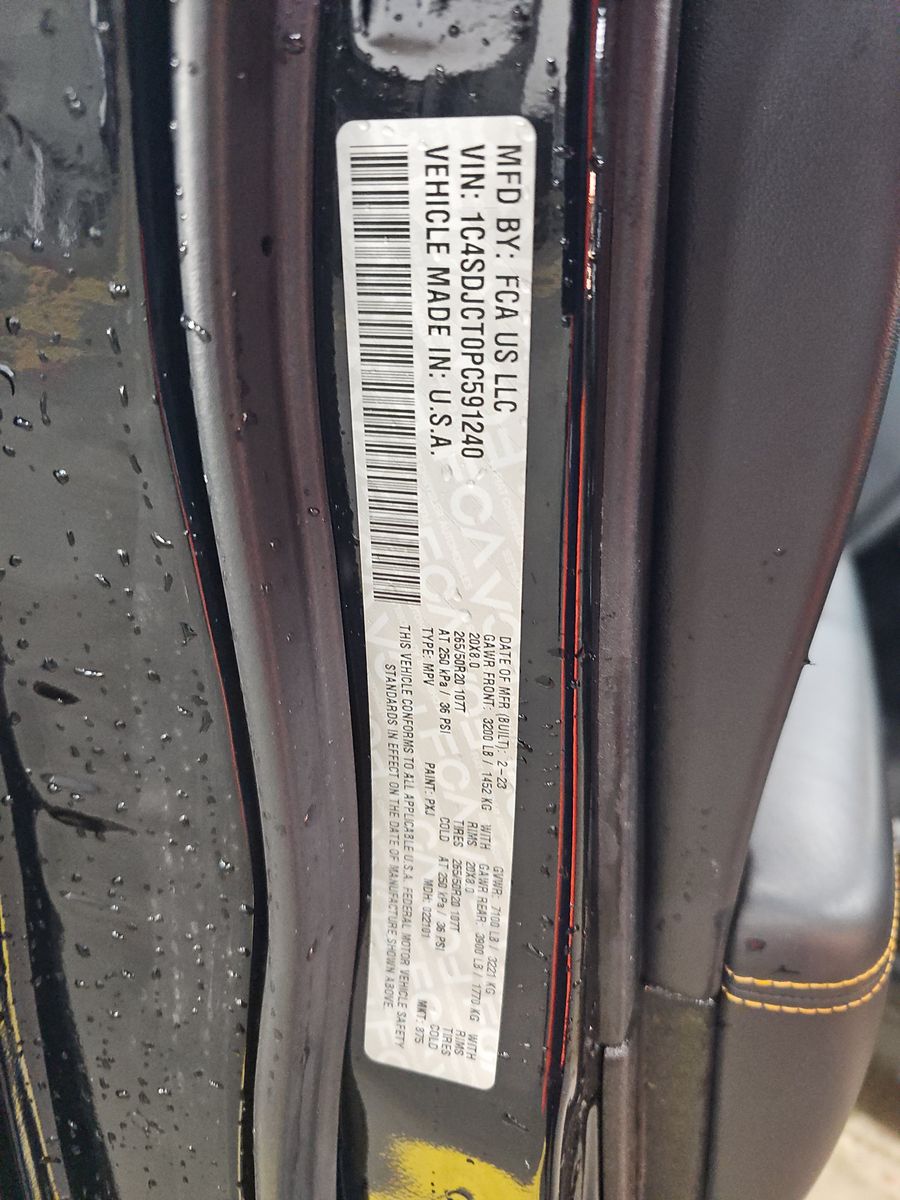 MFD BY: FCA US LLC
VIN: 1C4SDJCT0PC591240
VEHICLE MADE IN: U.S.A.
DATE OF MFR (BUILT): 2-23 GVWR: 7100 LB / 3221 KG
GAWR FRONT: 3200 LB / 1452 KG WITH GAWR REAR: 3900 LB / 1770 KG WITH
20X8.0 RIMS 20X8.0 RIMS
265/50R20 107T TIRES 265/50R20 107T TIRES
AT 250 kPa / 36 PSI COLD AT 250 kPa / 36 PSI COLD
TYPE: MPV PAINT: PXJ MDH: 022101 MKT: 875
THIS VEHICLE CONFORMS TO ALL APPLICABLE U.S.A. FEDERAL MOTOR VEHICLE SAFETY
STANDARDS IN EFFECT ON THE DATE OF MANUFACTURE SHOWN ABOVE.